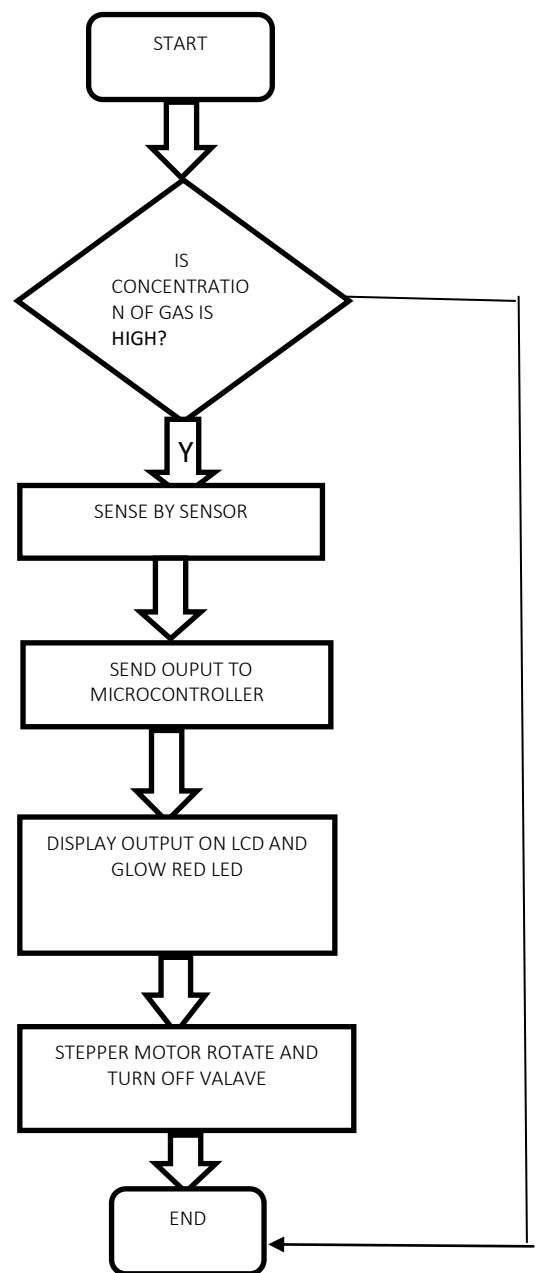 START
IS
CONCENTRATIO
N OF GAS IS
HIGH?
Y
SENSE BY SENSOR
SEND OUPUT TO
MICROCONTROLLER
DISPLAY OUTPUT ON LCD AND
GLOW RED LED
STEPPER MOTOR ROTATE AND
TURN OFF VALAVE
END